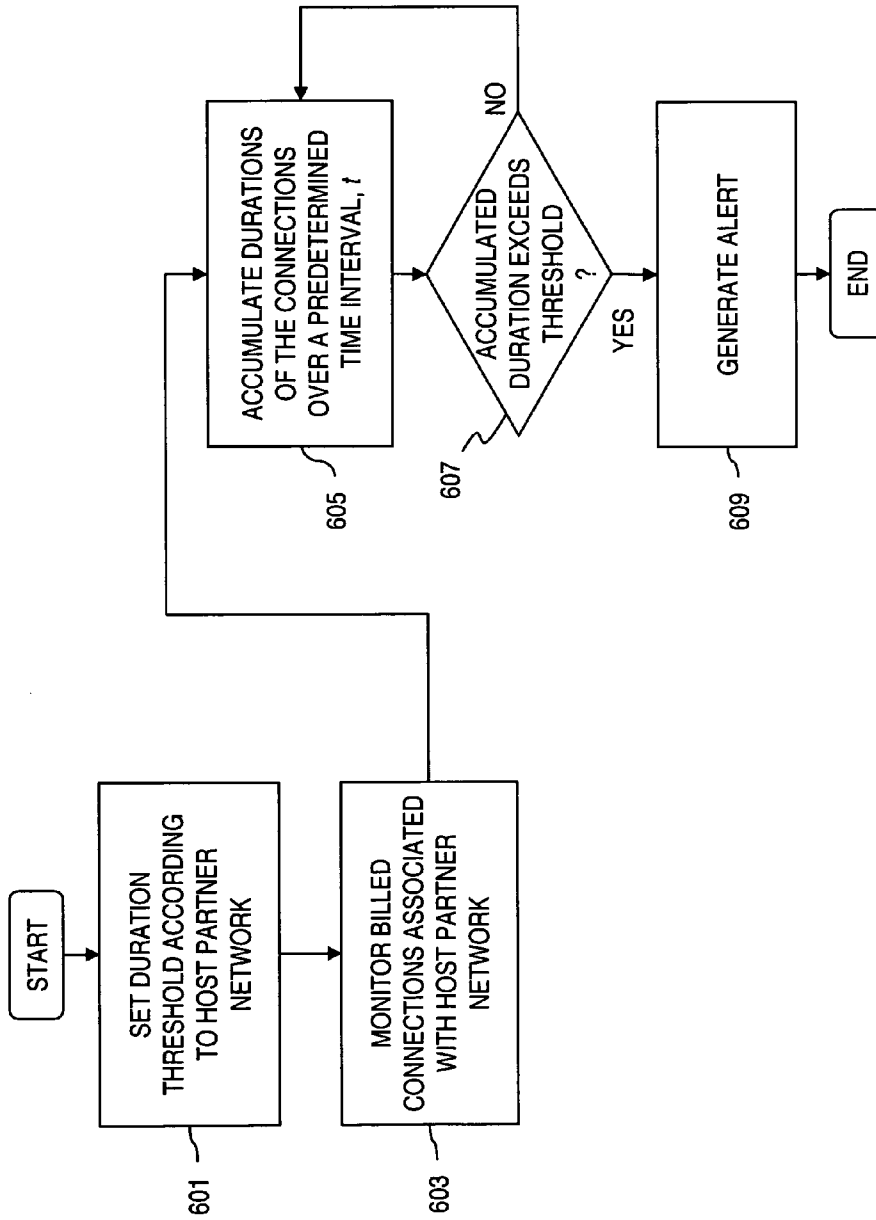 START
SET DURATION
THRESHOLD ACCORDING
TO HOST PARTNER
NETWORK
601
MONITOR BILLED
CONNECTIONS ASSOCIATED
WITH HOST PARTNER
NETWORK
603
ACCUMULATE DURATIONS
OF THE CONNECTIONS
OVER A PREDETERMINED
TIME INTERVAL, t
605
ACCUMULATED
DURATION EXCEEDS
THRESHOLD
?
607
NO
YES
GENERATE ALERT
609
END